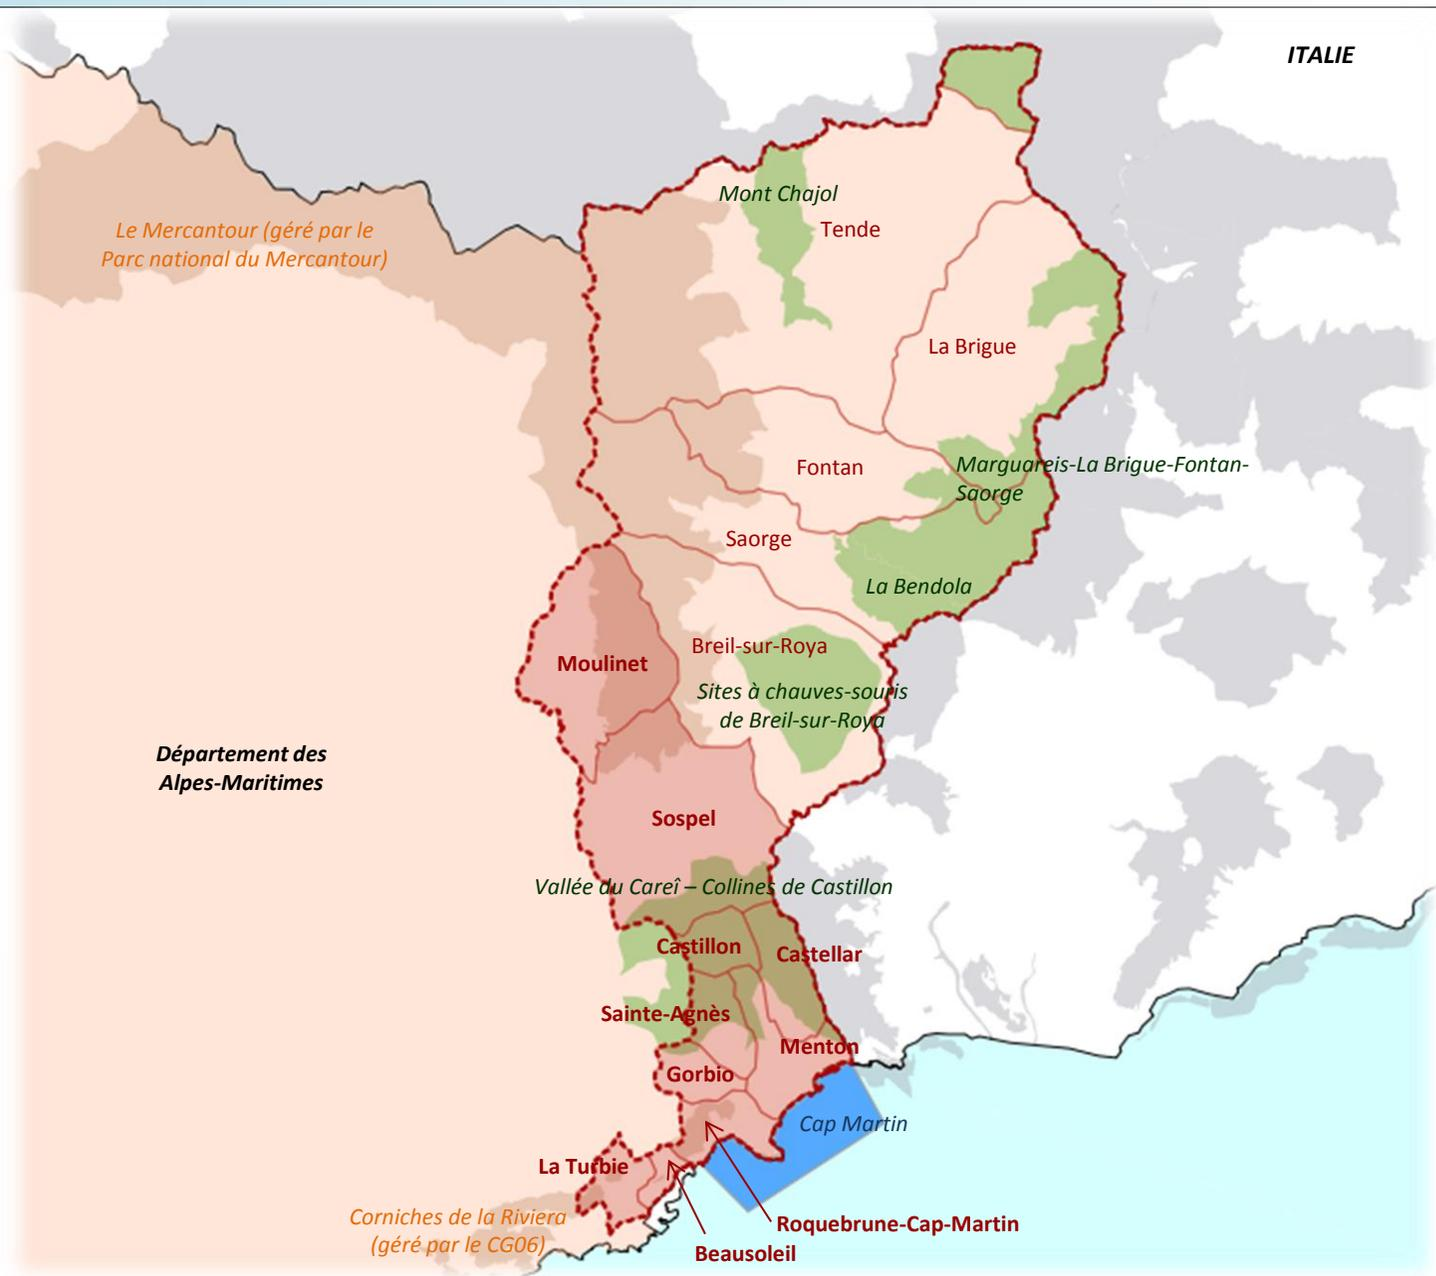 ITALIE
Mont Chajol
Tende
Le Mercantour (géré par le
Parc national du Mercantour)
La Brigue
Marguareis-La Brigue-Fontan-
Saorge
Fontan
Saorge
La Bendola
Breil-sur-Roya
Moulinet
Sites à chauves-souris
de Breil-sur-Roya
Département des
Alpes-Maritimes
Sospel
Vallée du Careî – Collines de Castillon
Castillon
Castellar
Sainte-Agnès
Menton
Gorbio
Cap Martin
La Turbie
Corniches de la Riviera
(géré par le CG06)
Roquebrune-Cap-Martin
Beausoleil